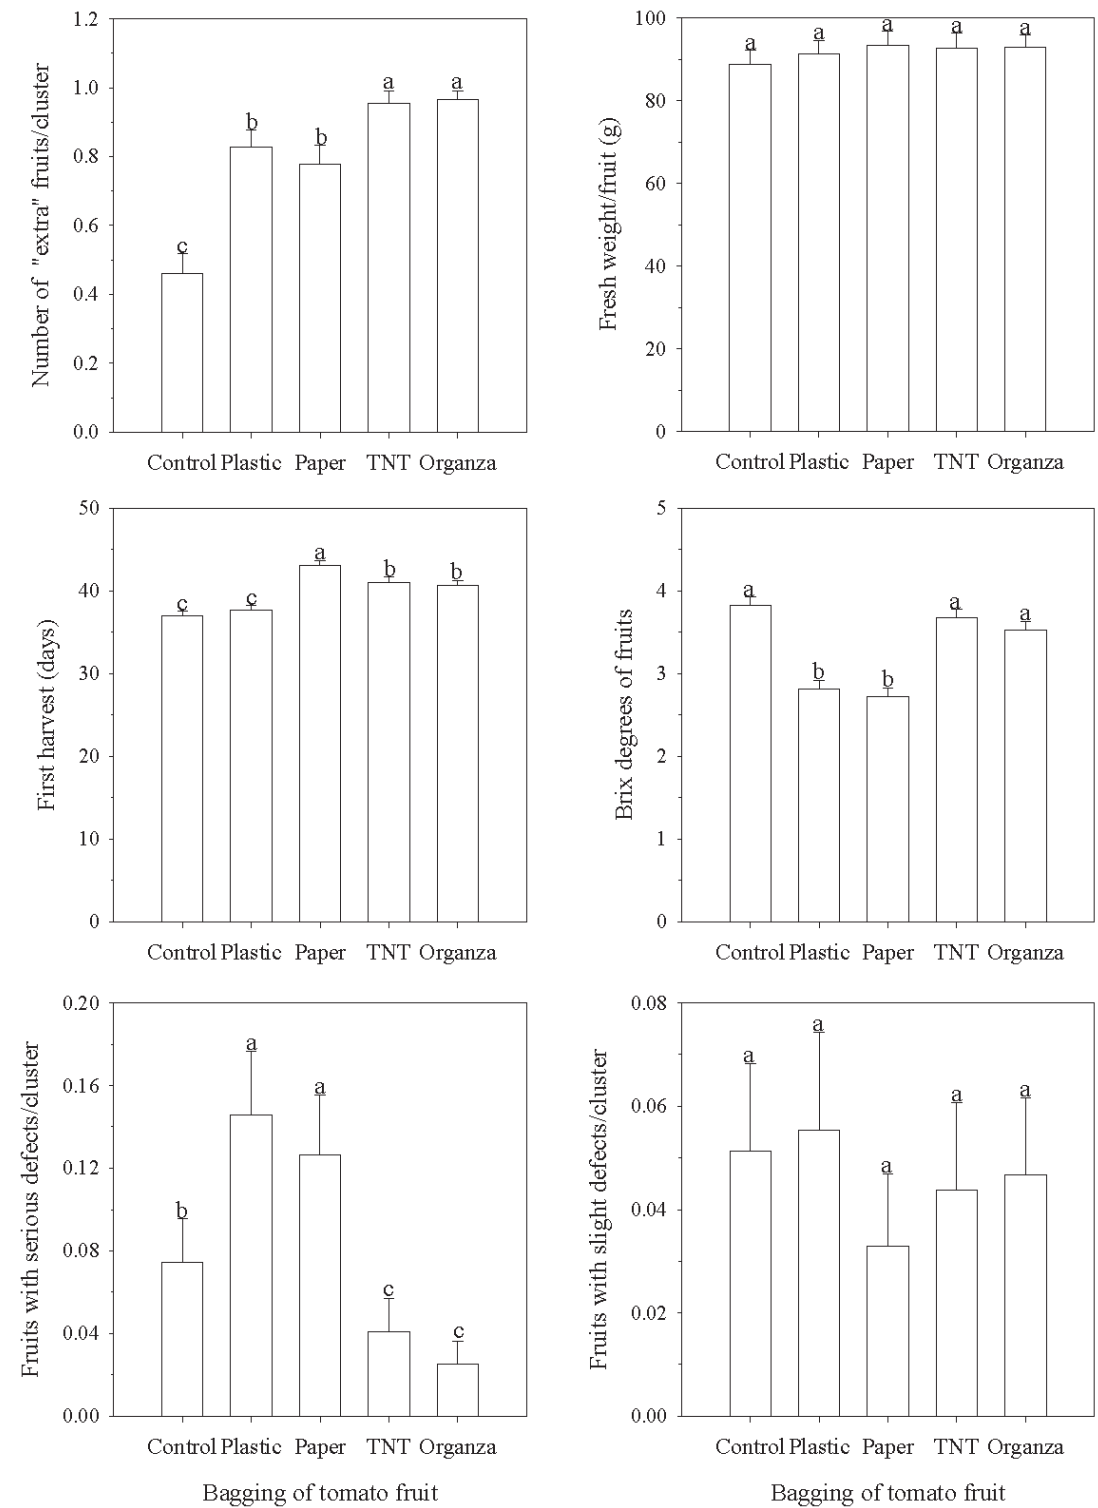 Number of "extra" fruits/cluster
1.2
1.0
0.8
0.6
0.4
0.2
0.0
c
b
b
a
a
Control Plastic Paper TNT Organza
Fresh weight/fruit (g)
100
80
60
40
20
0
a
a
a
a
a
Control Plastic Paper TNT Organza
First harvest (days)
50
40
30
20
10
0
c
c
a
b
b
Control Plastic Paper TNT Organza
Brix degrees of fruits
5
4
3
2
1
0
a
b
b
a
a
Control Plastic Paper TNT Organza
Fruits with serious defects/cluster
0.20
0.16
0.12
0.08
0.04
0.00
b
a
a
c
c
Control Plastic Paper TNT Organza
Bagging of tomato fruit
Fruits with slight defects/cluster
0.08
0.06
0.04
0.02
0.00
a
a
a
a
a
Control Plastic Paper TNT Organza
Bagging of tomato fruit